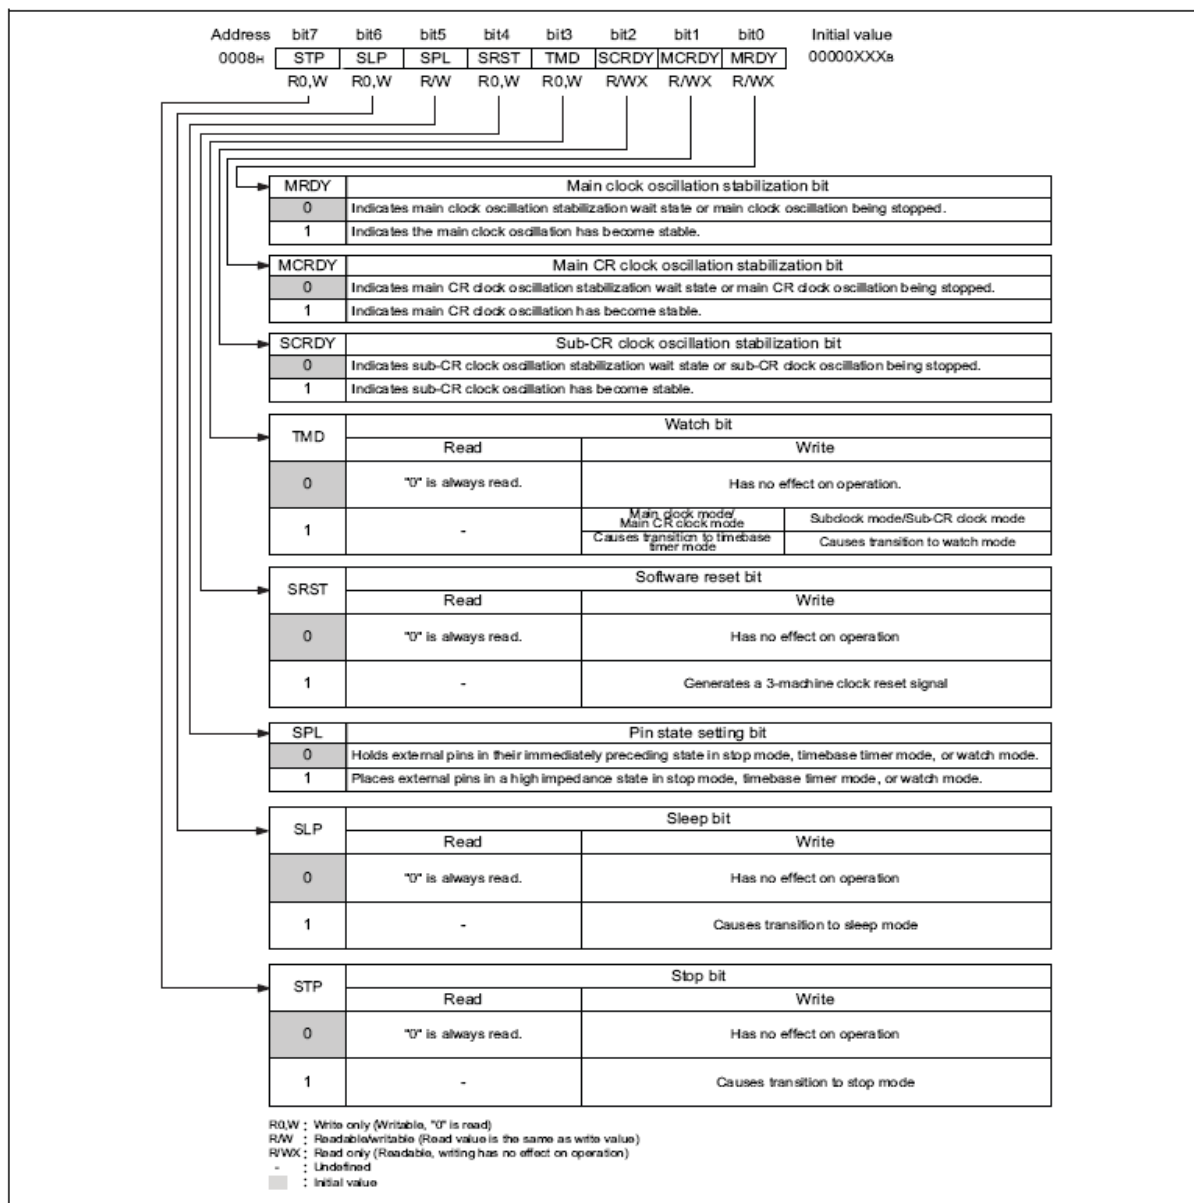 Address bit7 bit6 bit5 bit4 bit3 bit2 bit1 bit0 Initial value
0008H STP SLP SPL SRST TMD SCRDY MCRDY MRDY 00000XXXB
R0,W R0,W R/W R0,W R0,W R/WX R/WX R/WX
MRDY Main clock oscillation stabilization bit
0 Indicates main clock oscillation stabilization wait state or main clock oscillation being stopped.
1 Indicates the main clock oscillation has become stable.
MCRDY Main CR clock oscillation stabilization bit
0 Indicates main CR clock oscillation stabilization wait state or main CR clock oscillation being stopped.
1 Indicates main CR clock oscillation has become stable.
SCRDY Sub-CR clock oscillation stabilization bit
0 Indicates sub-CR clock oscillation stabilization wait state or sub-CR clock oscillation being stopped.
1 Indicates sub-CR clock oscillation has become stable.
TMD Watch bit
Read Write
0 "0" is always read. Has no effect on operation.
1 - Main clock mode/ Main CR clock mode Subclock mode/Sub-CR clock mode
Causes transition to timebase timer mode Causes transition to watch mode
SRST Software reset bit
Read Write
0 "0" is always read. Has no effect on operation
1 - Generates a 3-machine clock reset signal
SPL Pin state setting bit
0 Holds external pins in their immediately preceding state in stop mode, timebase timer mode, or watch mode.
1 Places external pins in a high impedance state in stop mode, timebase timer mode, or watch mode.
SLP Sleep bit
Read Write
0 "0" is always read. Has no effect on operation
1 - Causes transition to sleep mode
STP Stop bit
Read Write
0 "0" is always read. Has no effect on operation
1 - Causes transition to stop mode
R0,W : Write only (Writable, "0" is read)
R/W : Readable/writable (Read value is the same as write value)
R/WX : Read only (Readable, writing has no effect on operation)
- : Undefined
: Initial value